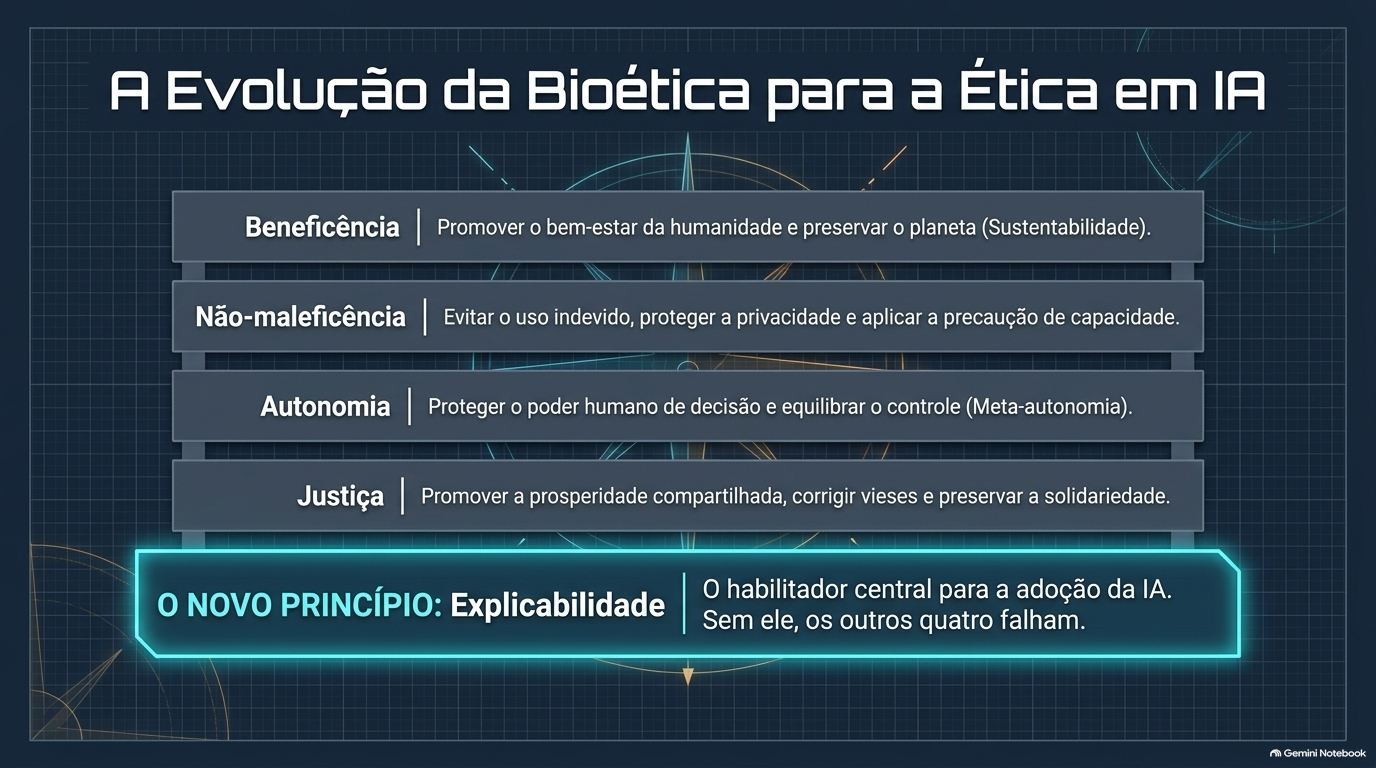 A Evolução da Bioética para a Ética em IA
Beneficência | Promover o bem-estar da humanidade e preservar o planeta (Sustentabilidade).
Não-maleficência | Evitar o uso indevido, proteger a privacidade e aplicar a precaução de capacidade.
Autonomia | Proteger o poder humano de decisão e equilibrar o controle (Meta-autonomia).
Justiça | Promover a prosperidade compartilhada, corrigir vieses e preservar a solidariedade.
O NOVO PRINCÍPIO: Explicabilidade
O habilitador central para a adoção da IA.
Sem ele, os outros quatro falham.
Gemini Notebook